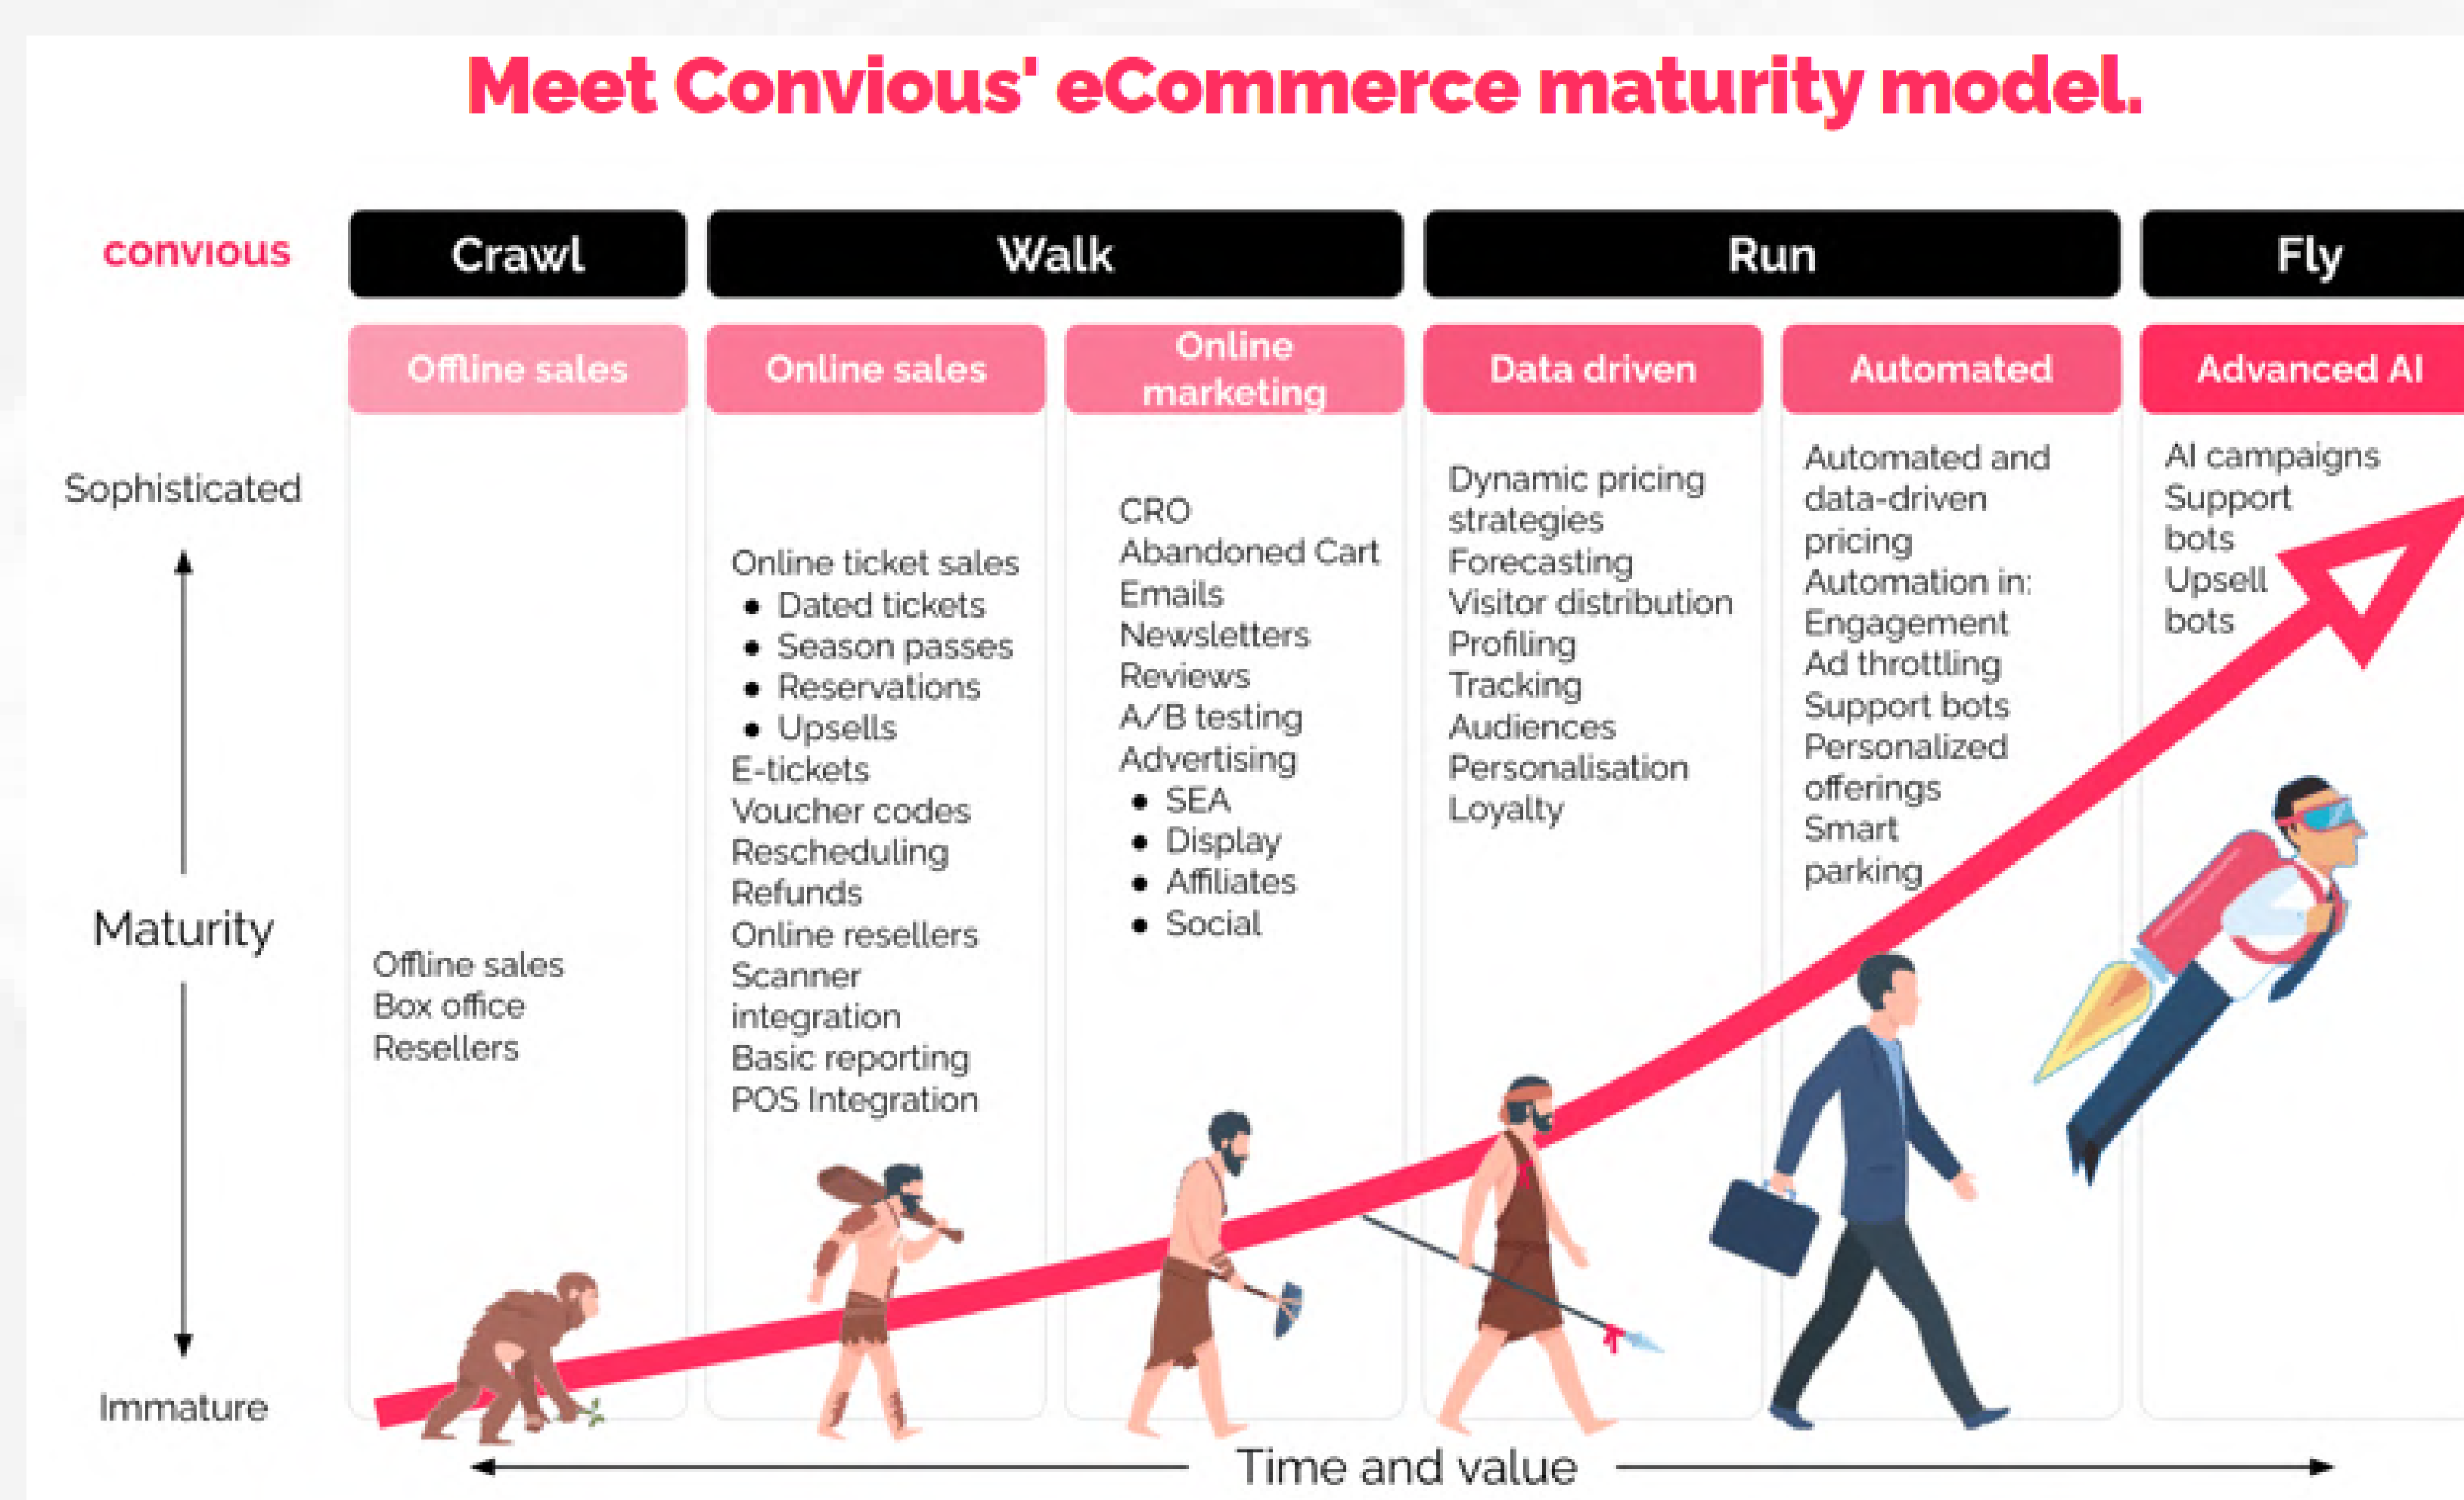 Meet Convious' eCommerce maturity model.
convious
Crawl
Walk
Run
Fly
Offline sales
Online sales
Online
marketing
Data driven
Automated
Advanced AI
Sophisticated
Maturity
Immature
Offline sales
Box office
Resellers
Online ticket sales
• Dated tickets
• Season passes
• Reservations
• Upsells
E-tickets
Voucher codes
Rescheduling
Refunds
Online resellers
Scanner
integration
Basic reporting
POS Integration
CRO
Abandoned Cart
Emails
Newsletters
Reviews
A/B testing
Advertising
• SEA
• Display
• Affiliates
• Social
Dynamic pricing
strategies
Forecasting
Visitor distribution
Profiling
Tracking
Audiences
Personalisation
Loyalty
Automated and
data-driven
pricing
Automation in:
Engagement
Ad throttling
Support bots
Personalized
offerings
Smart
parking
AI campaigns
Support
bots
Upsell
bots
Time and value